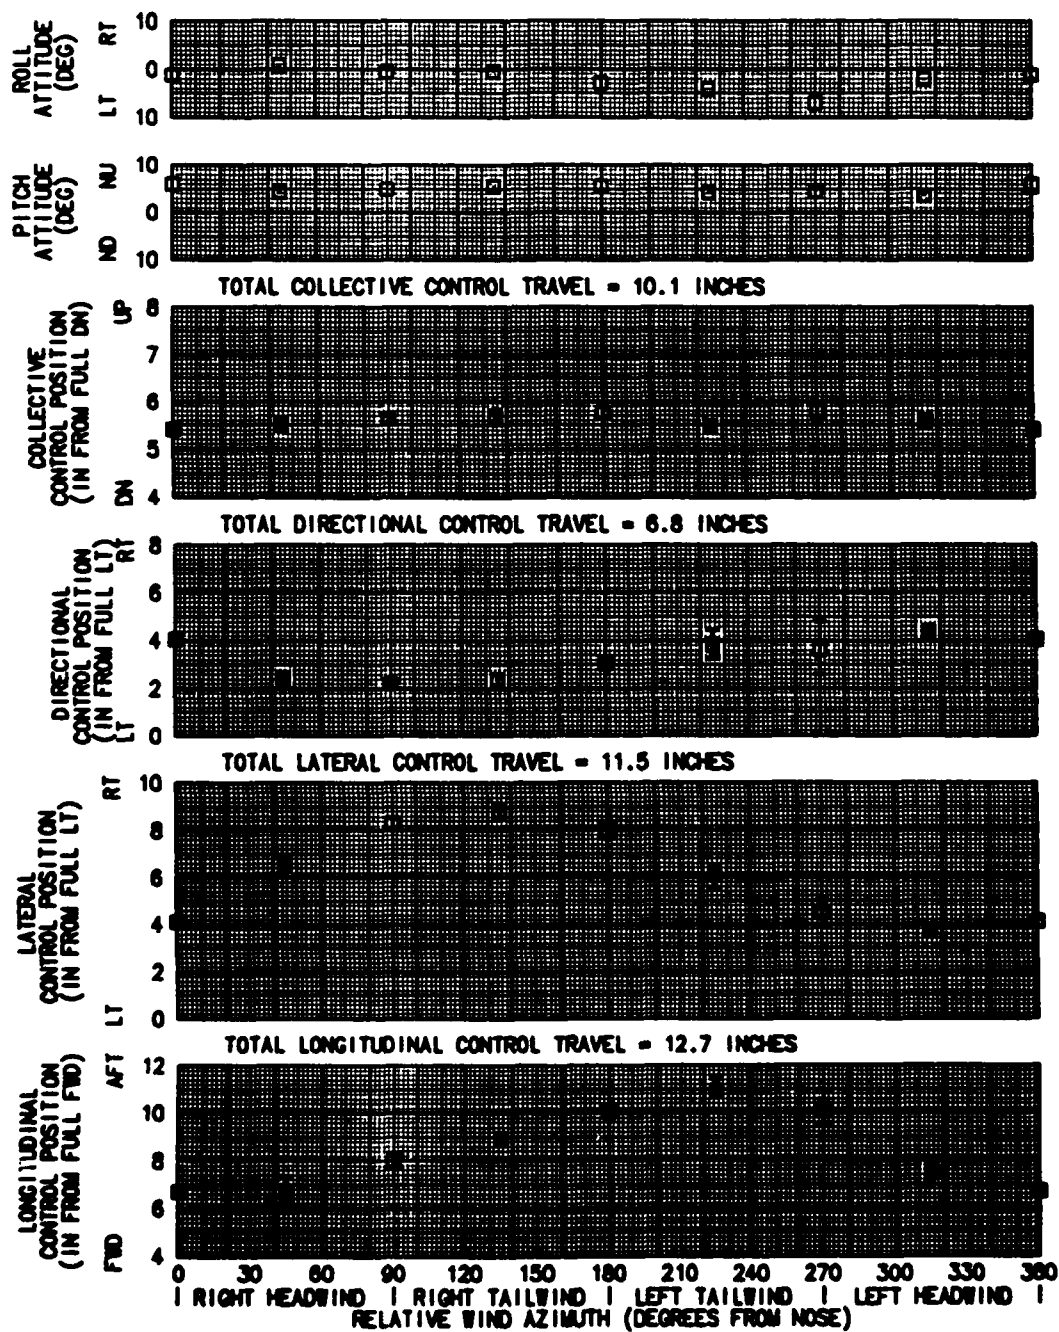 ROLL
ATTITUDE
(DEG)
LT RT
10
0
10
PITCH
ATTITUDE
(DEG)
ND NU
10
0
10
TOTAL COLLECTIVE CONTROL TRAVEL = 10.1 INCHES
COLLECTIVE
CONTROL POSITION
(IN FROM FULL DN)
DN UP
8
7
6
5
4
TOTAL DIRECTIONAL CONTROL TRAVEL = 6.8 INCHES
DIRECTIONAL
CONTROL POSITION
(IN FROM FULL LT)
LT RT
8
6
4
2
0
TOTAL LATERAL CONTROL TRAVEL = 11.5 INCHES
LATERAL
CONTROL POSITION
(IN FROM FULL LT)
LT RT
10
8
6
4
2
0
TOTAL LONGITUDINAL CONTROL TRAVEL = 12.7 INCHES
LONGITUDINAL
CONTROL POSITION
(IN FROM FULL FWD)
FWD AFT
12
10
8
6
4
0 30 60 90 120 150 180 210 240 270 300 330 360
| RIGHT HEADWIND | RIGHT TAILWIND | LEFT TAILWIND | LEFT HEADWIND |
RELATIVE WIND AZIMUTH (DEGREES FROM NOSE)